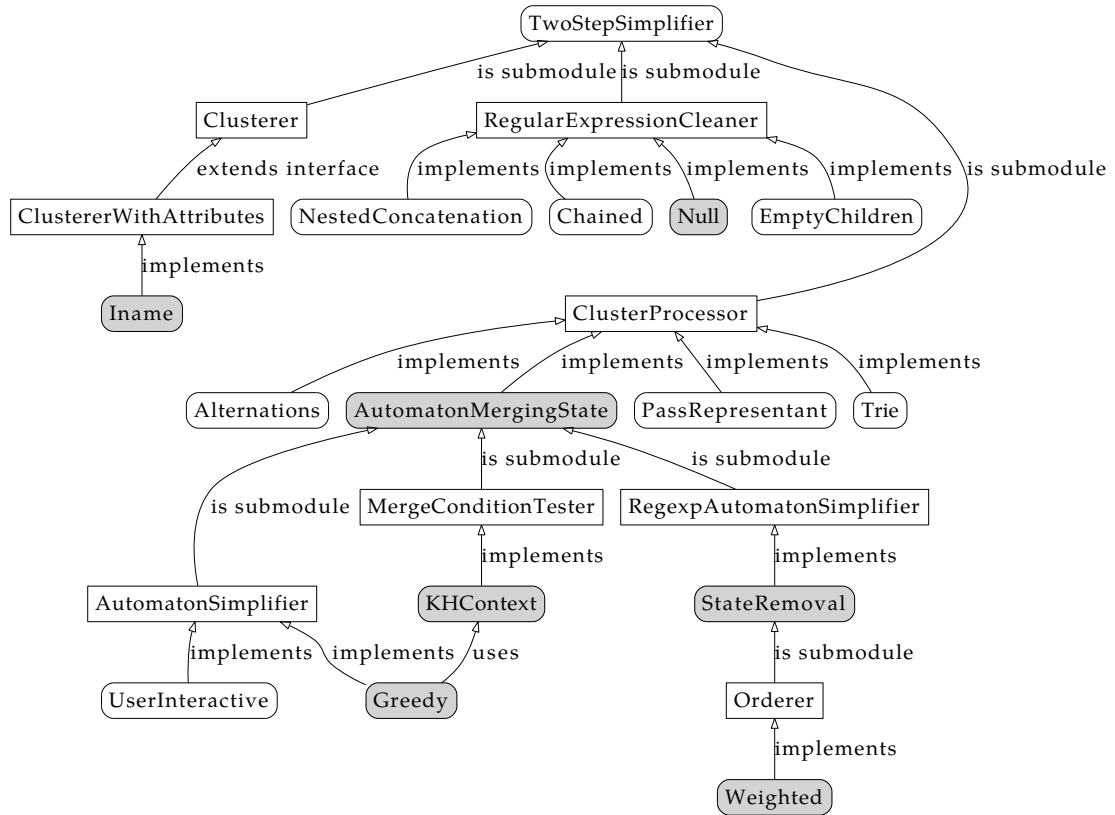 TwoStepSimplifier
is submodule is submodule
Clusterer RegularExpressionCleaner
extends interface implements implements implements implements is submodule
ClustererWithAttributes NestedConcatenation Chained Null EmptyChildren
implements
Iname ClusterProcessor
implements implements implements implements
Alternations AutomatonMergingState PassRepresentant Trie
is submodule is submodule is submodule
MergeConditionTester RegexpAutomatonSimplifier
implements implements
AutomatonSimplifier KHContext StateRemoval
implements implements uses is submodule
UserInteractive Greedy Orderer
implements
Weighted